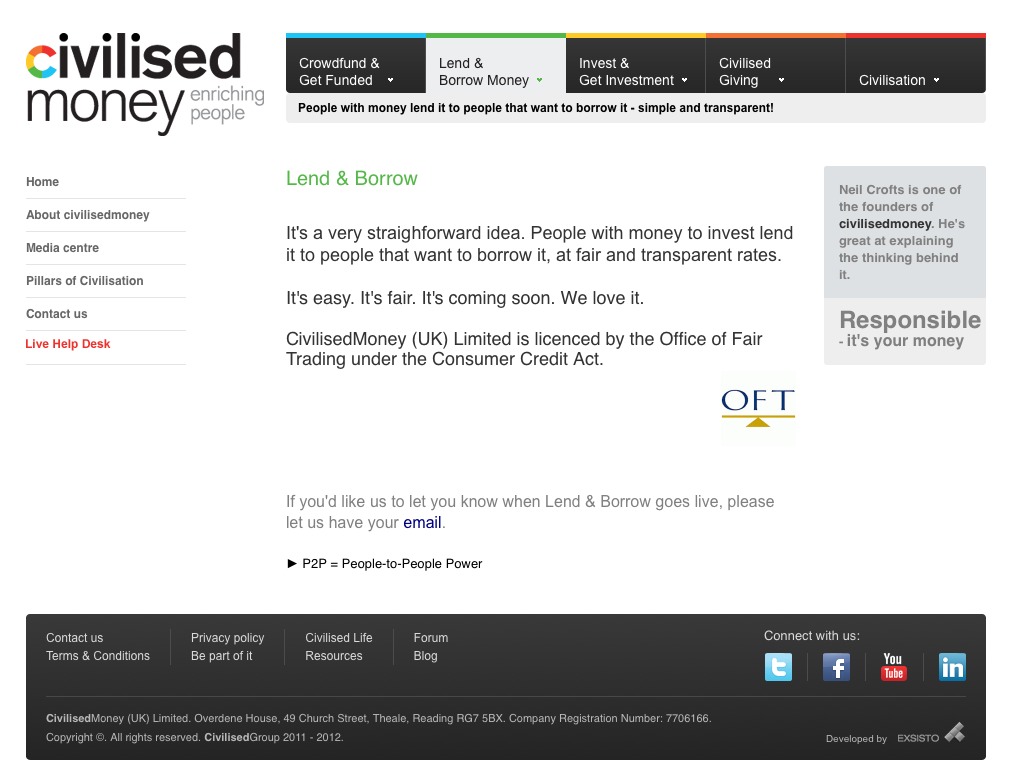 civilised
money enriching
people
Crowdfund &
Get Funded
Lend &
Borrow Money
Invest &
Get Investment
Civilised
Giving
Civilisation
People with money lend it to people that want to borrow it - simple and transparent!
Home
About civilisedmoney
Media centre
Pillars of Civilisation
Contact us
Live Help Desk
Lend & Borrow
It's a very straighforward idea. People with money to invest lend
it to people that want to borrow it, at fair and transparent rates.
It's easy. It's fair. It's coming soon. We love it.
CivilisedMoney (UK) Limited is licenced by the Office of Fair
Trading under the Consumer Credit Act.
OFT
If you'd like us to let you know when Lend & Borrow goes live, please
let us have your email.
► P2P = People-to-People Power
Neil Crofts is one of
the founders of
civilisedmoney. He's
great at explaining
the thinking behind
it.
Responsible
- it's your money
Contact us
Terms & Conditions
Privacy policy
Be part of it
Civilised Life
Resources
Forum
Blog
Connect with us:
t
f
You
Tube
in
CivilisedMoney (UK) Limited. Overdene House, 49 Church Street, Theale, Reading RG7 5BX. Company Registration Number: 7706166.
Copyright ©. All rights reserved. CivilisedGroup 2011 - 2012.
Developed by EXSISTO